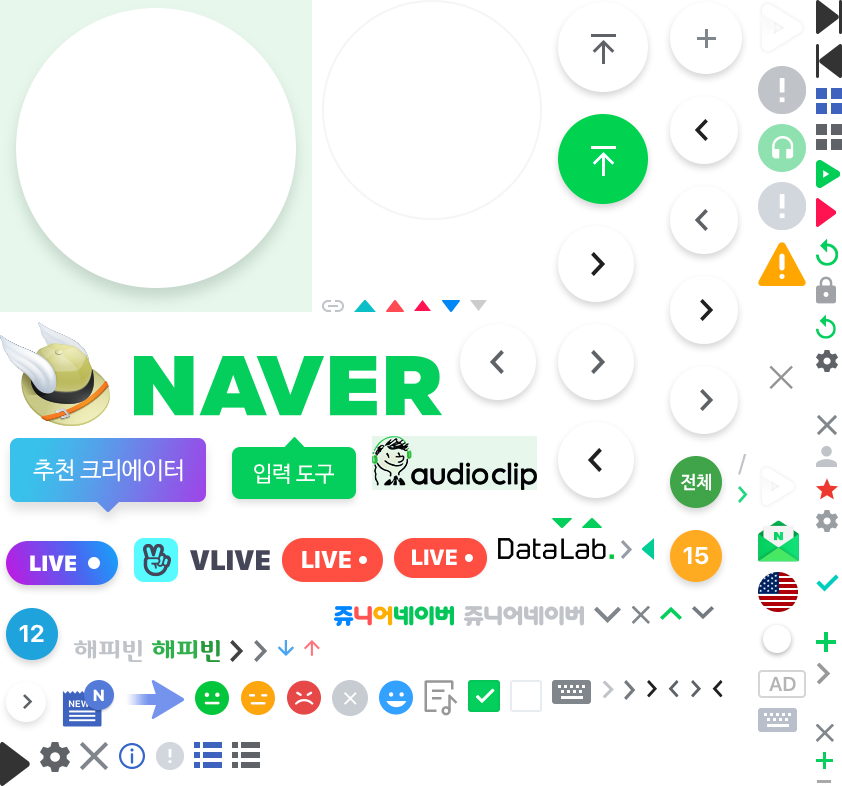 NAVER
추천 크리에이터
입력 도구
audioclip
전체
LIVE
VLIVE
LIVE
LIVE
DataLab.
15
N
12
해피빈
해피빈
쥬니어네이버
쥬니어네이버
NEWS
N
AD